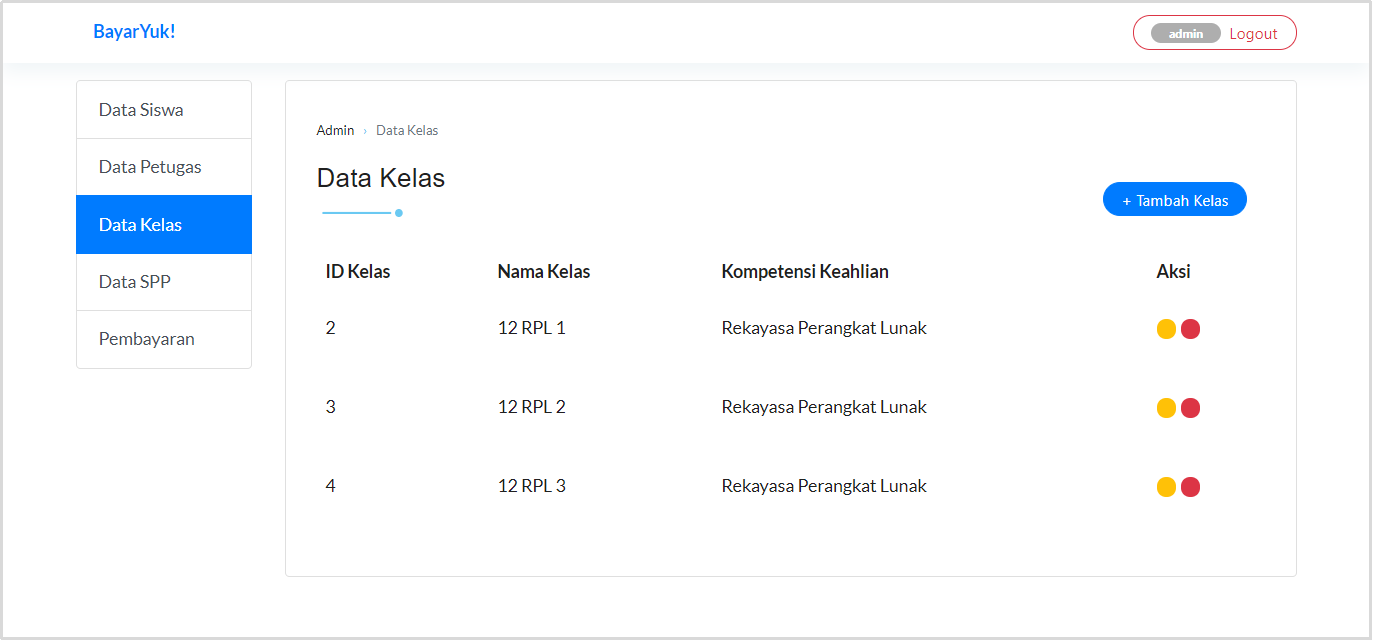 BayarYuk!
admin Logout
Data Siswa
Data Petugas
Data Kelas
Data SPP
Pembayaran
Admin › Data Kelas
Data Kelas
+ Tambah Kelas
ID Kelas Nama Kelas Kompetensi Keahlian Aksi
2 12 RPL 1 Rekayasa Perangkat Lunak
3 12 RPL 2 Rekayasa Perangkat Lunak
4 12 RPL 3 Rekayasa Perangkat Lunak